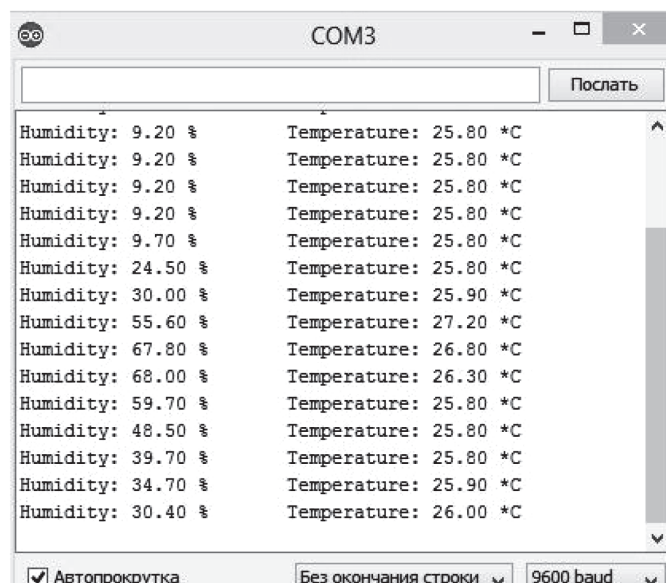 COM3
Послать
Humidity: 9.20 % Temperature: 25.80 *C
Humidity: 9.20 % Temperature: 25.80 *C
Humidity: 9.20 % Temperature: 25.80 *C
Humidity: 9.20 % Temperature: 25.80 *C
Humidity: 9.70 % Temperature: 25.80 *C
Humidity: 24.50 % Temperature: 25.80 *C
Humidity: 30.00 % Temperature: 25.90 *C
Humidity: 55.60 % Temperature: 27.20 *C
Humidity: 67.80 % Temperature: 26.80 *C
Humidity: 68.00 % Temperature: 26.30 *C
Humidity: 59.70 % Temperature: 25.80 *C
Humidity: 48.50 % Temperature: 25.80 *C
Humidity: 39.70 % Temperature: 25.80 *C
Humidity: 34.70 % Temperature: 25.90 *C
Humidity: 30.40 % Temperature: 26.00 *C
Автопрокрутка Без окончания строки 9600 baud